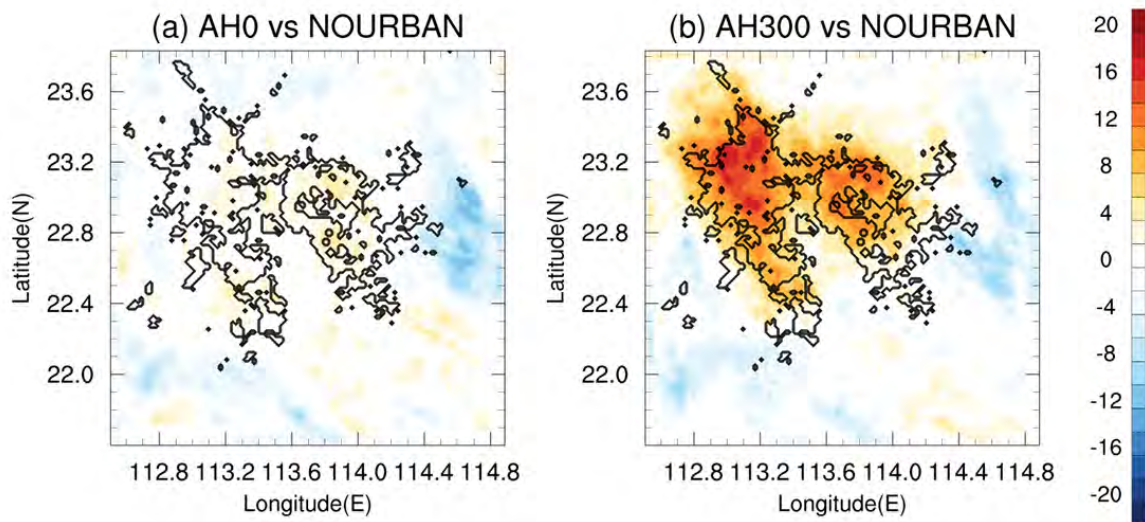 (a) AH0 vs NOURBAN
(b) AH300 vs NOURBAN
23.6
23.2
22.8
22.4
22.0
Latitude(N)
112.8 113.2 113.6 114.0 114.4 114.8
Longitude(E)
23.6
23.2
22.8
22.4
22.0
Latitude(N)
112.8 113.2 113.6 114.0 114.4 114.8
Longitude(E)
20
16
12
8
4
0
-4
-8
-12
-16
-20